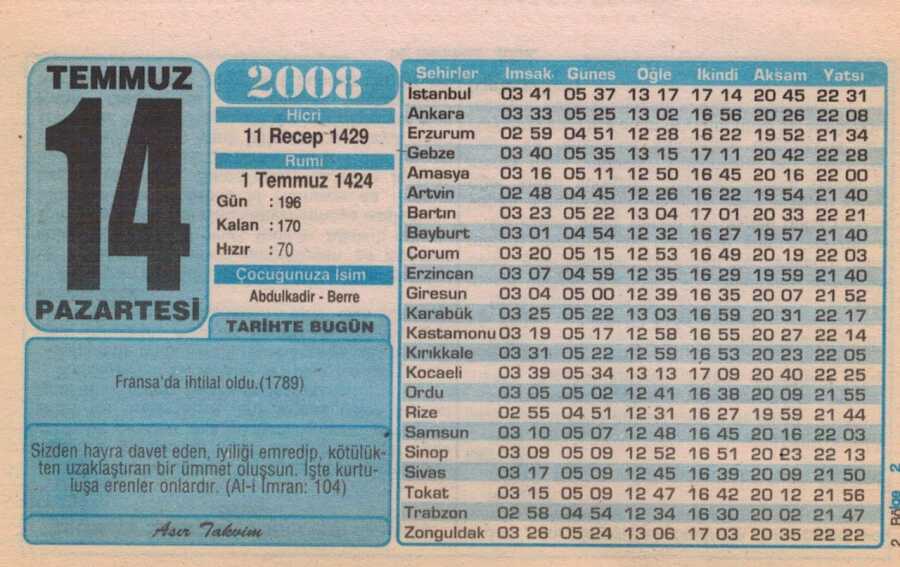 TEMMUZ
14
PAZARTESİ
2008
Hicri
11 Recep 1429
Rumi
1 Temmuz 1424
Gün : 196
Kalan : 170
Hızır : 70
Çocuğunuza İsim
Abdulkadir - Berre
TARİHTE BUGÜN
Fransa'da ihtilal oldu.(1789)
Sizden hayra davet eden, iyiliği emredip, kötülük-
ten uzaklaştıran bir ümmet oluşsun. İşte kurtu-
luşa erenler onlardır. (Al-i İmran: 104)
Asır Takvim
Şehirler İmsak Güneş Öğle İkindi Akşam Yatsı
İstanbul 03 41 05 37 13 17 17 14 20 45 22 31
Ankara 03 33 05 25 13 02 16 56 20 26 22 08
Erzurum 02 59 04 51 12 28 16 22 19 52 21 34
Gebze 03 40 05 35 13 15 17 11 20 42 22 28
Amasya 03 16 05 11 12 50 16 45 20 16 22 00
Artvin 02 48 04 45 12 26 16 22 19 54 21 40
Bartın 03 23 05 22 13 04 17 01 20 33 22 21
Bayburt 03 01 04 54 12 32 16 27 19 57 21 40
Çorum 03 20 05 15 12 53 16 49 20 19 22 03
Erzincan 03 07 04 59 12 35 16 29 19 59 21 40
Giresun 03 04 05 00 12 39 16 35 20 07 21 52
Karabük 03 25 05 22 13 03 16 59 20 31 22 17
Kastamonu 03 19 05 17 12 58 16 55 20 27 22 14
Kırıkkale 03 31 05 22 12 59 16 53 20 23 22 05
Kocaeli 03 39 05 34 13 13 17 09 20 40 22 25
Ordu 03 05 05 02 12 41 16 38 20 09 21 55
Rize 02 55 04 51 12 31 16 27 19 59 21 44
Samsun 03 10 05 07 12 48 16 45 20 16 22 03
Sinop 03 09 05 09 12 52 16 51 20 23 22 13
Sivas 03 17 05 09 12 45 16 39 20 09 21 50
Tokat 03 15 05 09 12 47 16 42 20 12 21 56
Trabzon 02 58 04 54 12 34 16 30 20 02 21 47
Zonguldak 03 26 05 24 13 06 17 03 20 35 22 22
2 Bölge 2